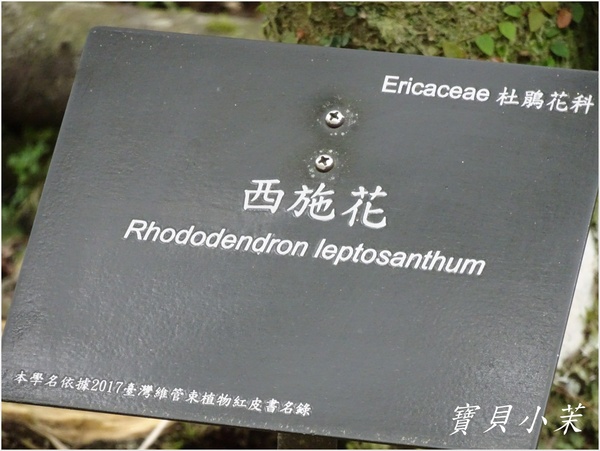 Ericaceae 杜鵑花科
西施花
Rhododendron leptosanthum
本學名依據2017臺灣維管束植物紅皮書名錄
寶貝小茉